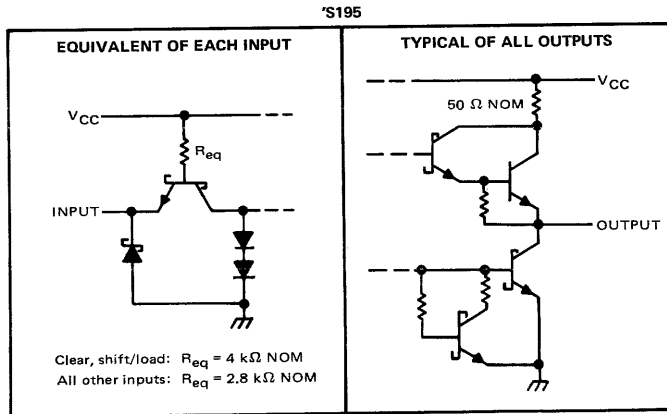 'S195
EQUIVALENT OF EACH INPUT
VCC
Req
INPUT
Clear, shift/load: Req = 4 kΩ NOM
All other inputs: Req = 2.8 kΩ NOM
TYPICAL OF ALL OUTPUTS
VCC
50 Ω NOM
OUTPUT